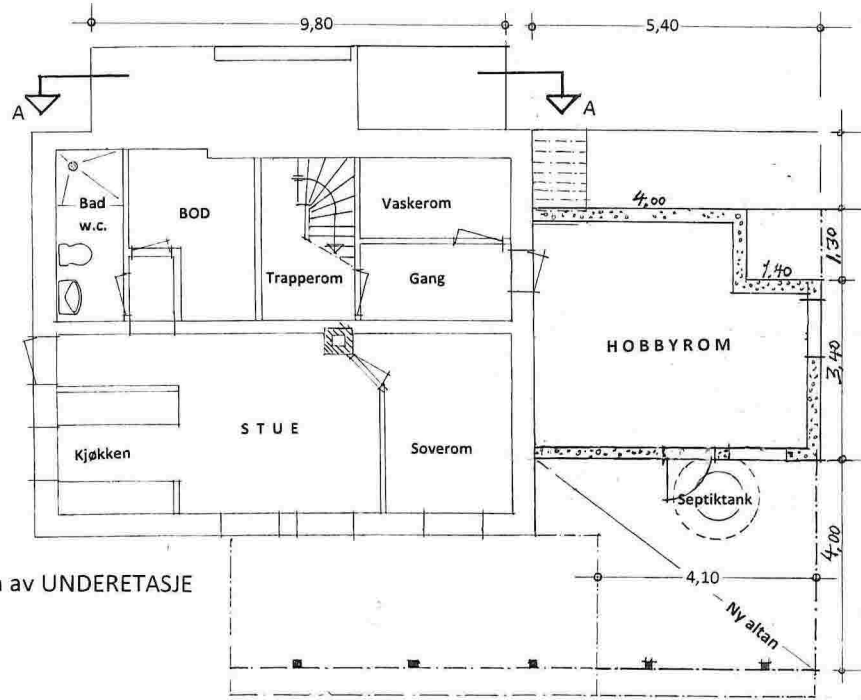 9,80
5,40
A
A
4.00
Bad
w.c.
BOD
Vaskerom
1,30
Trapperom
Gang
1.40
HOBBYROM
3,40
STUE
Kjøkken
Soverom
Septiktank
4,00
4,10
av UNDERETASJE
Ny altan